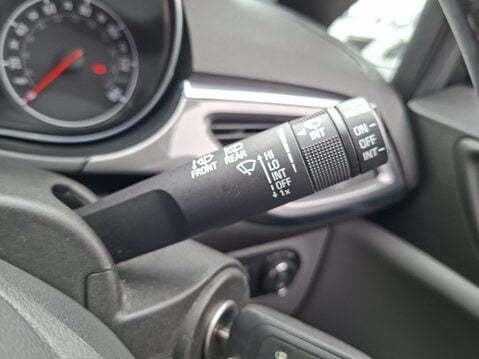 FRONT
REAR
HI
LO
INT
OFF
1x
INT
ON
OFF
INT